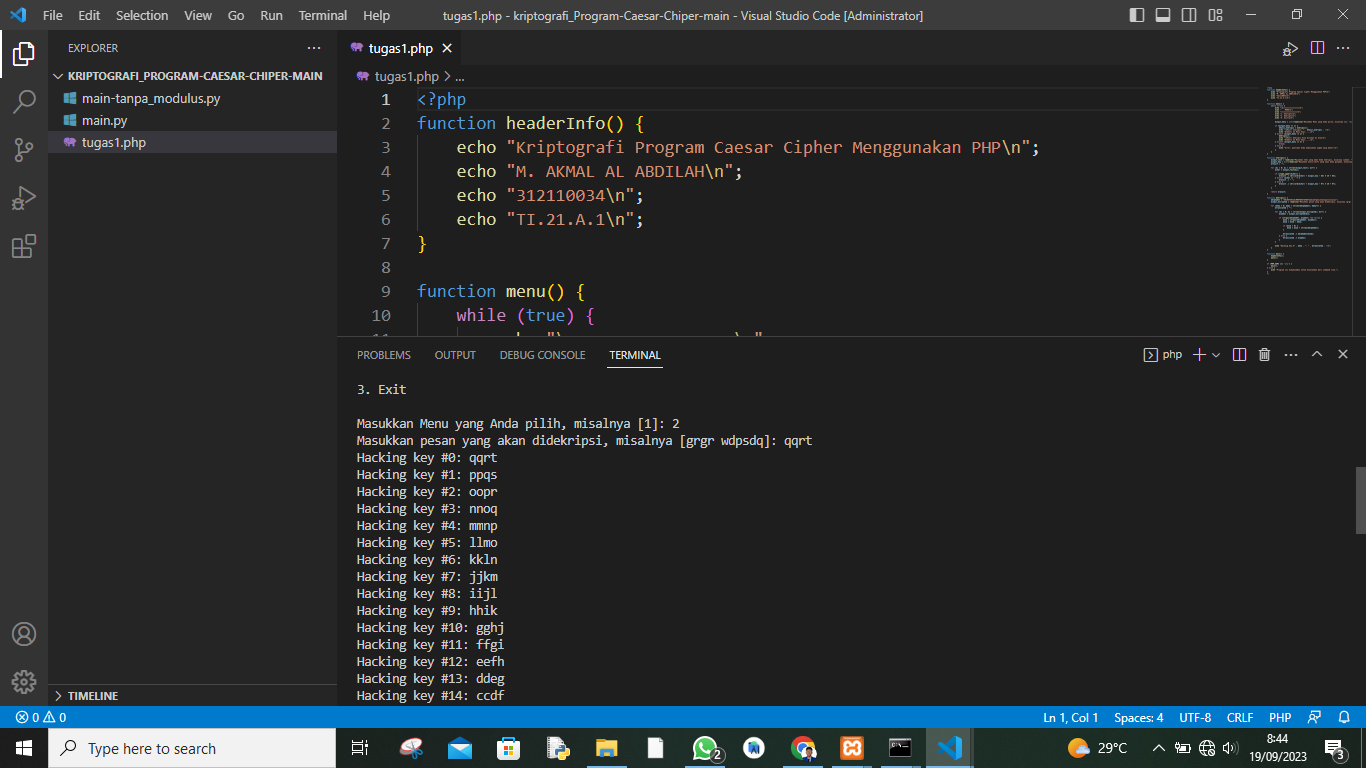 File Edit Selection View Go Run Terminal Help
tugas1.php - kriptografi_Program-Caesar-Chiper-main - Visual Studio Code [Administrator]
EXPLORER
KRIPTOGRAFI_PROGRAM-CAESAR-CHIPER-MAIN
main-tanpa_modulus.py
main.py
tugas1.php
TIMELINE
tugas1.php
tugas1.php > ...
1 <?php
2 function headerInfo() {
3 echo "Kriptografi Program Caesar Cipher Menggunakan PHP\n";
4 echo "M. AKMAL AL ABDILAH\n";
5 echo "312110034\n";
6 echo "TI.21.A.1\n";
7 }
8
9 function menu() {
10 while (true) {
PROBLEMS OUTPUT DEBUG CONSOLE TERMINAL
php
3. Exit
Masukkan Menu yang Anda pilih, misalnya [1]: 2
Masukkan pesan yang akan didekripsi, misalnya [grgr wdpsdq]: qqrt
Hacking key #0: qqrt
Hacking key #1: ppqs
Hacking key #2: oopr
Hacking key #3: nnoq
Hacking key #4: mmnp
Hacking key #5: llmo
Hacking key #6: kkln
Hacking key #7: jjkm
Hacking key #8: iijl
Hacking key #9: hhik
Hacking key #10: gghj
Hacking key #11: ffgi
Hacking key #12: eefh
Hacking key #13: ddeg
Hacking key #14: ccdf
0 0
Ln 1, Col 1 Spaces: 4 UTF-8 CRLF PHP
Type here to search
2
29°C
8:44
19/09/2023
3